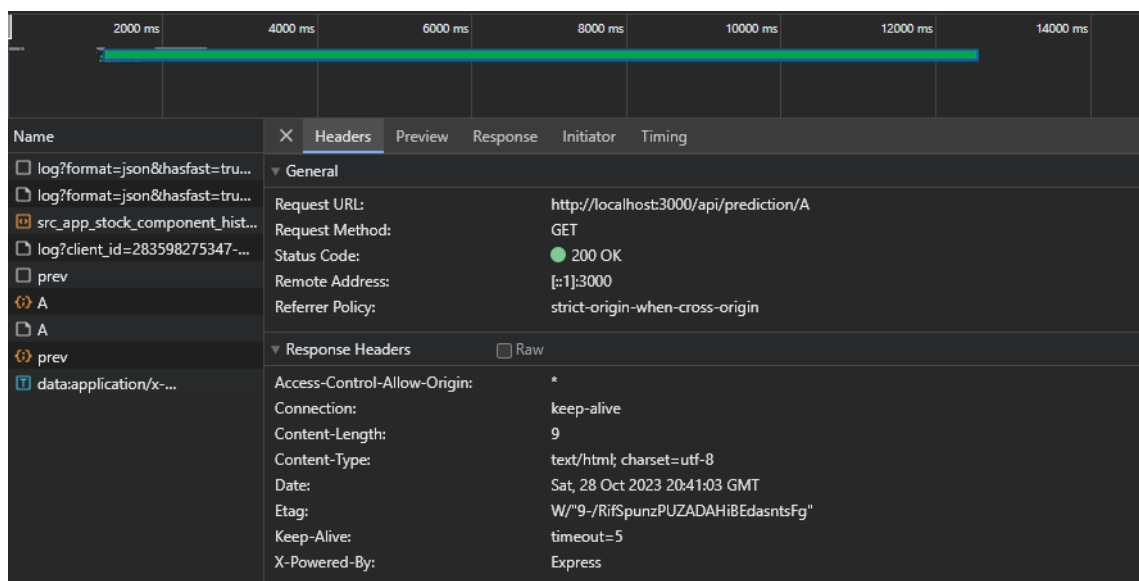 2000 ms 4000 ms 6000 ms 8000 ms 10000 ms 12000 ms 14000 ms
Name
Headers Preview Response Initiator Timing
log?format=json&hasfast=tru...
log?format=json&hasfast=tru...
src_app_stock_component_hist...
log?client_id=283598275347-...
prev
A
A
prev
data:application/x-...
General
Request URL: http://localhost:3000/api/prediction/A
Request Method: GET
Status Code: 200 OK
Remote Address: [::1]:3000
Referrer Policy: strict-origin-when-cross-origin
Response Headers Raw
Access-Control-Allow-Origin: *
Connection: keep-alive
Content-Length: 9
Content-Type: text/html; charset=utf-8
Date: Sat, 28 Oct 2023 20:41:03 GMT
Etag: W/"9-/RifSpunzPUZADAHiBEdasntsFg"
Keep-Alive: timeout=5
X-Powered-By: Express